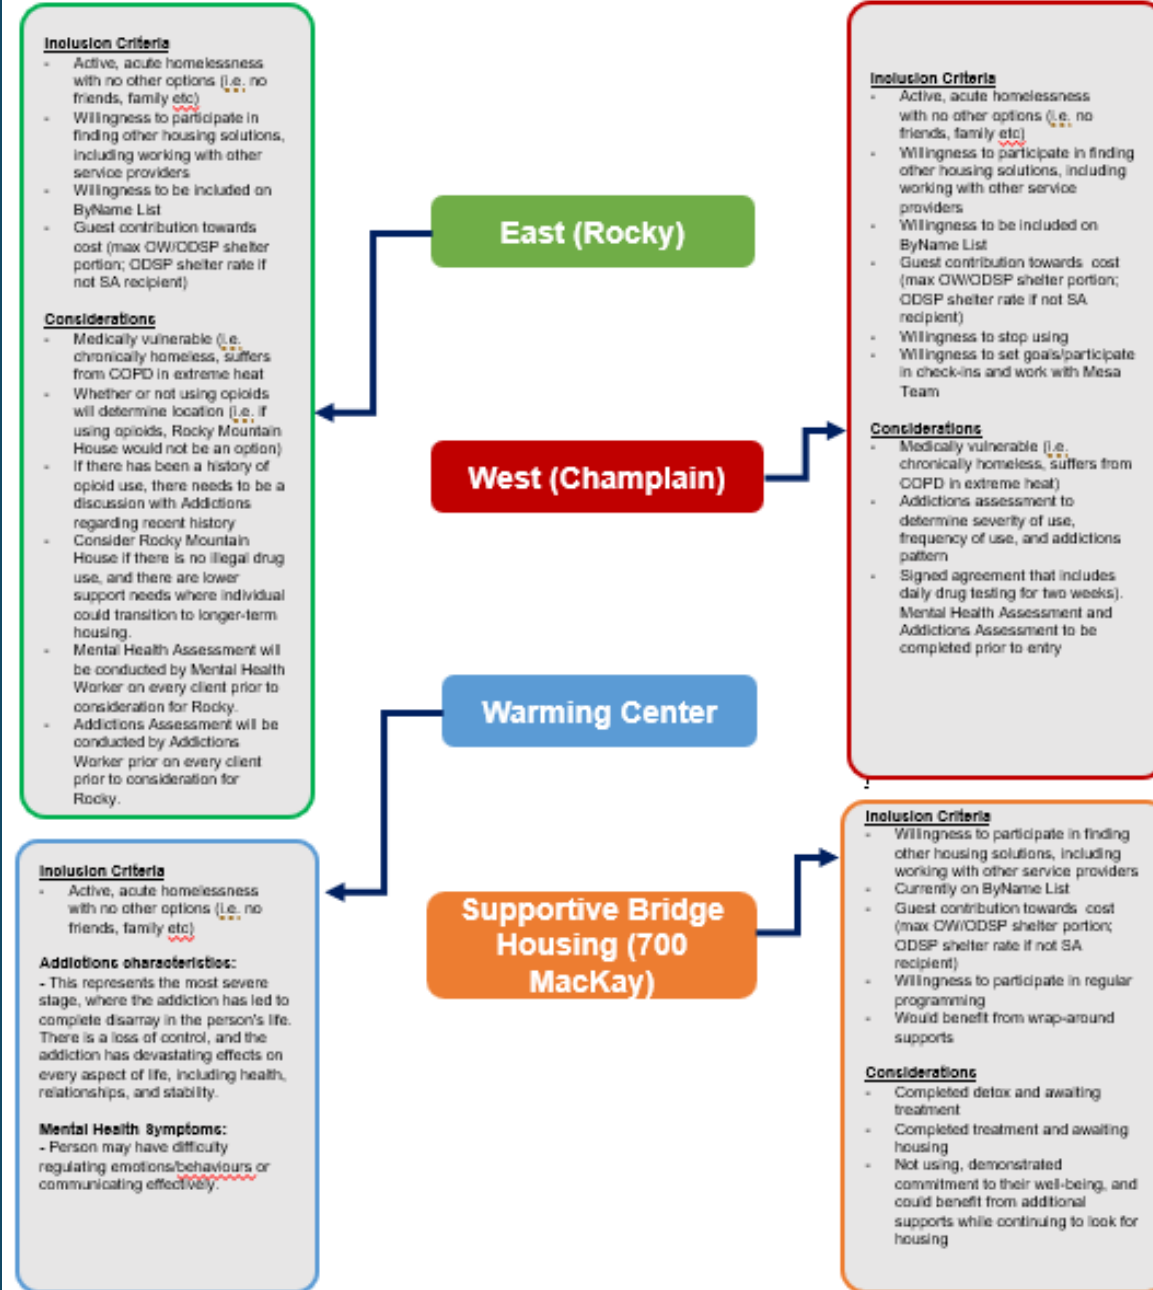 Inclusion Criteria
- Active, acute homelessness
with no other options (i.e. no
friends, family etc)
- Willingness to participate in
finding other housing solutions,
including working with other
service providers
- Willingness to be included on
ByName List
- Guest contribution towards
cost (max OW/ODSP shelter
portion; ODSP shelter rate if
not SA recipient)
Considerations
- Medically vulnerable (i.e.
chronically homeless, suffers
from COPD in extreme heat
- Whether or not using opioids
will determine location (i.e. if
using opioids, Rocky Mountain
House would not be an option)
- If there has been a history of
opioid use, there needs to be a
discussion with Addictions
regarding recent history
- Consider Rocky Mountain
House if there is no illegal drug
use, and there are lower
support needs where individual
could transition to longer-term
housing.
- Mental Health Assessment will
be conducted by Mental Health
Worker on every client prior to
consideration for Rocky.
- Addictions Assessment will be
conducted by Addictions
Worker prior on every client
prior to consideration for
Rocky.
East (Rocky)
West (Champlain)
Inclusion Criteria
- Active, acute homelessness
with no other options (i.e. no
friends, family etc)
- Willingness to participate in finding
other housing solutions, including
working with other service
providers
- Willingness to be included on
ByName List
- Guest contribution towards cost
(max OW/ODSP shelter portion;
ODSP shelter rate if not SA
recipient)
- Willingness to stop using
- Willingness to set goals/participate
in check-ins and work with Mesa
Team
Considerations
- Medically vulnerable (i.e.
chronically homeless, suffers from
COPD in extreme heat)
- Addictions assessment to
determine severity of use,
frequency of use, and addictions
pattern
- Signed agreement that includes
daily drug testing for two weeks).
Mental Health Assessment and
Addictions Assessment to be
completed prior to entry
Warming Center
Inclusion Criteria
- Active, acute homelessness
with no other options (i.e. no
friends, family etc)
Addictions characteristics:
- This represents the most severe
stage, where the addiction has led to
complete disarray in the person's life.
There is a loss of control, and the
addiction has devastating effects on
every aspect of life, including health,
relationships, and stability.
Mental Health Symptoms:
- Person may have difficulty
regulating emotions/behaviours or
communicating effectively.
Supportive Bridge
Housing (700
MacKay)
Inclusion Criteria
- Willingness to participate in finding
other housing solutions, including
working with other service providers
- Currently on ByName List
- Guest contribution towards cost
(max OW/ODSP shelter portion;
ODSP shelter rate if not SA
recipient)
- Willingness to participate in regular
programming
- Would benefit from wrap-around
supports
Considerations
- Completed detox and awaiting
treatment
- Completed treatment and awaiting
housing
- Not using, demonstrated
commitment to their well-being, and
could benefit from additional
supports while continuing to look for
housing